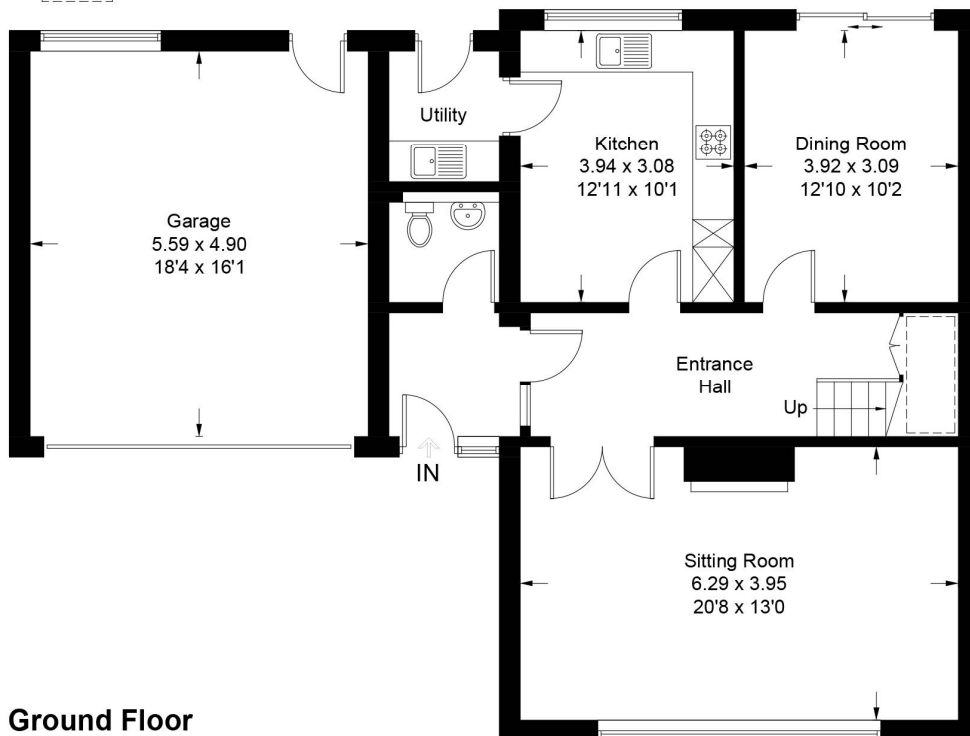 Utility
Kitchen
3.94 x 3.08
12'11 x 10'1
Dining Room
3.92 x 3.09
12'10 x 10'2
Garage
5.59 x 4.90
18'4 x 16'1
Entrance
Hall
Up
IN
Sitting Room
6.29 x 3.95
20'8 x 13'0
Ground Floor